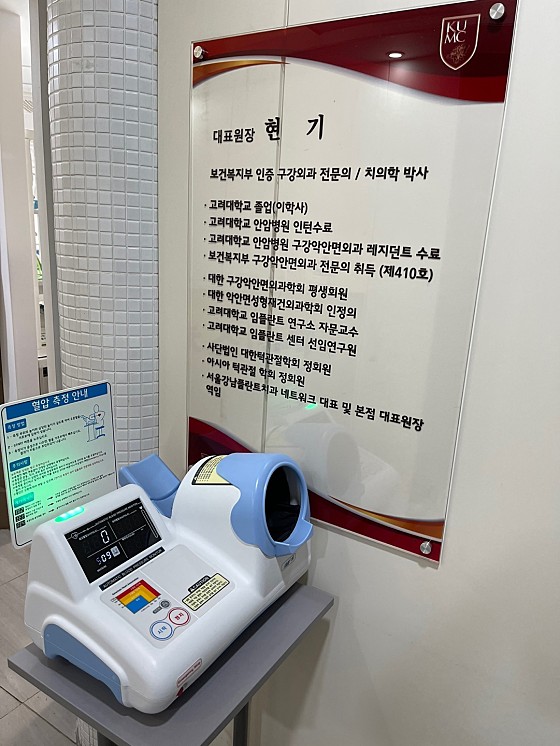 KU
MC
대표원장 현 기
보건복지부 인증 구강외과 전문의 / 치의학 박사
· 고려대학교 졸업(이학사)
· 고려대학교 안암병원 인턴수료
· 고려대학교 안암병원 구강악안면외과 레지던트 수료
· 보건복지부 구강악안면외과 전문의 취득 (제410호)
· 대한 구강악안면외과학회 평생회원
· 대한 악안면성형재건외과학회 인정의
· 고려대학교 임플란트 연구소 자문교수
· 고려대학교 임플란트 센터 선임연구원
· 사단법인 대한턱관절학회 정회원
· 아시아 턱관절 학회 정회원
· 서울강남플란트치과 네트워크 대표 및 본점 대표원장
역임
혈압 측정 안내
측정 방법
0
시작
정지